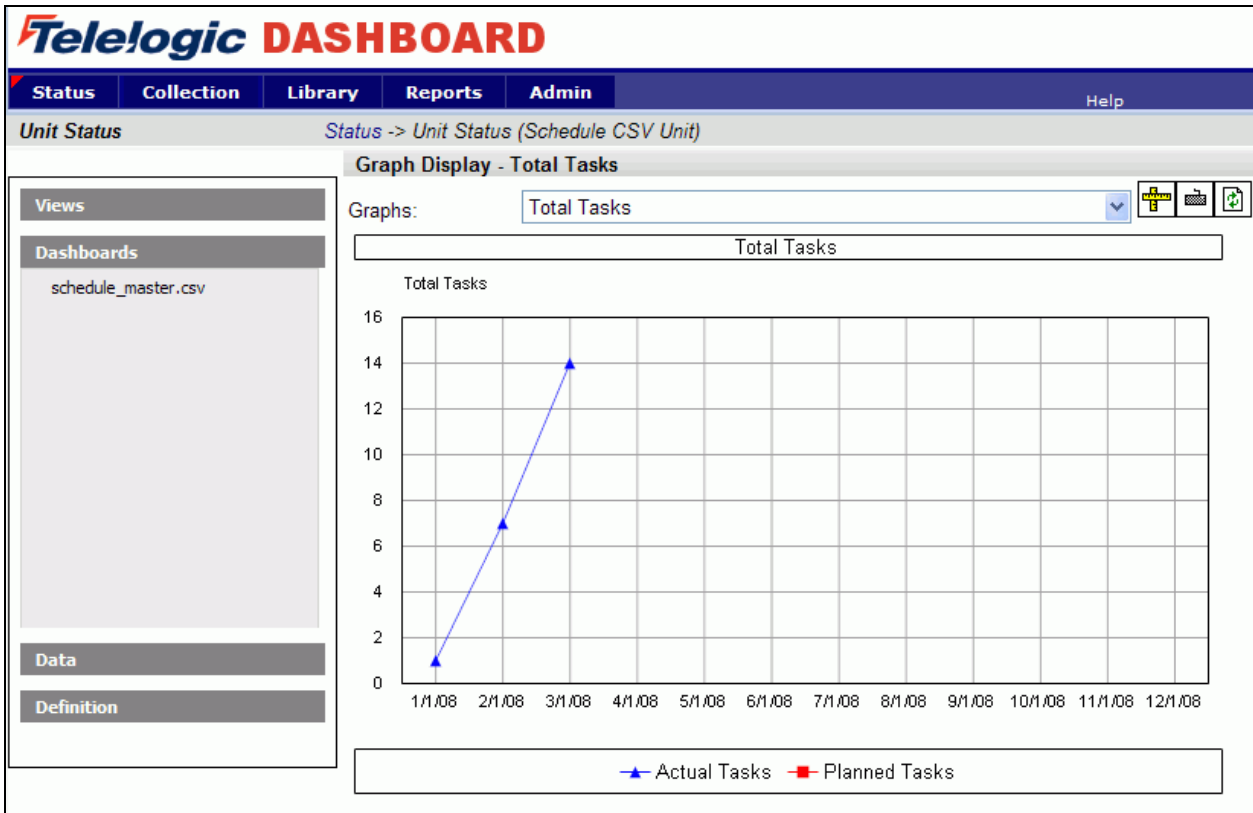 Telelogic DASHBOARD
Status Collection Library Reports Admin Help
Unit Status Status -> Unit Status (Schedule CSV Unit)
Graph Display - Total Tasks
Views
Graphs: Total Tasks
Dashboards
schedule_master.csv
Total Tasks
Total Tasks
16
14
12
10
8
6
4
2
0
1/1/08 2/1/08 3/1/08 4/1/08 5/1/08 6/1/08 7/1/08 8/1/08 9/1/08 10/1/08 11/1/08 12/1/08
Data
Definition
Actual Tasks Planned Tasks